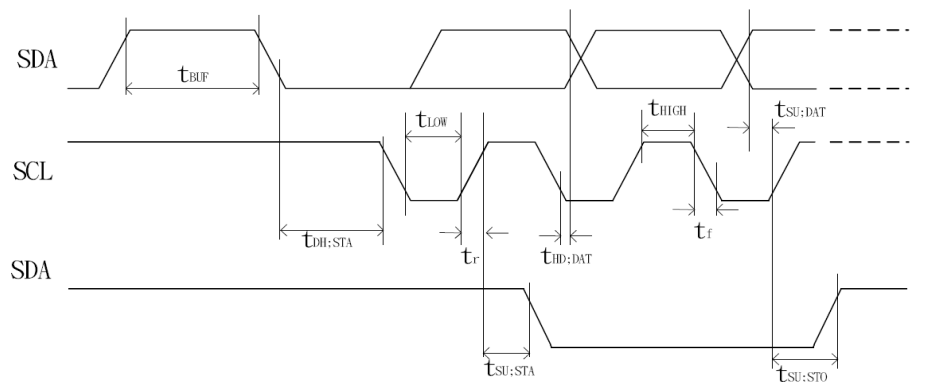 SDA
tBUF
tLOW
tHIGH
tSU;DAT
SCL
tDH;STA
tr
tHD;DAT
tf
SDA
tSU;STA
tSU;STO